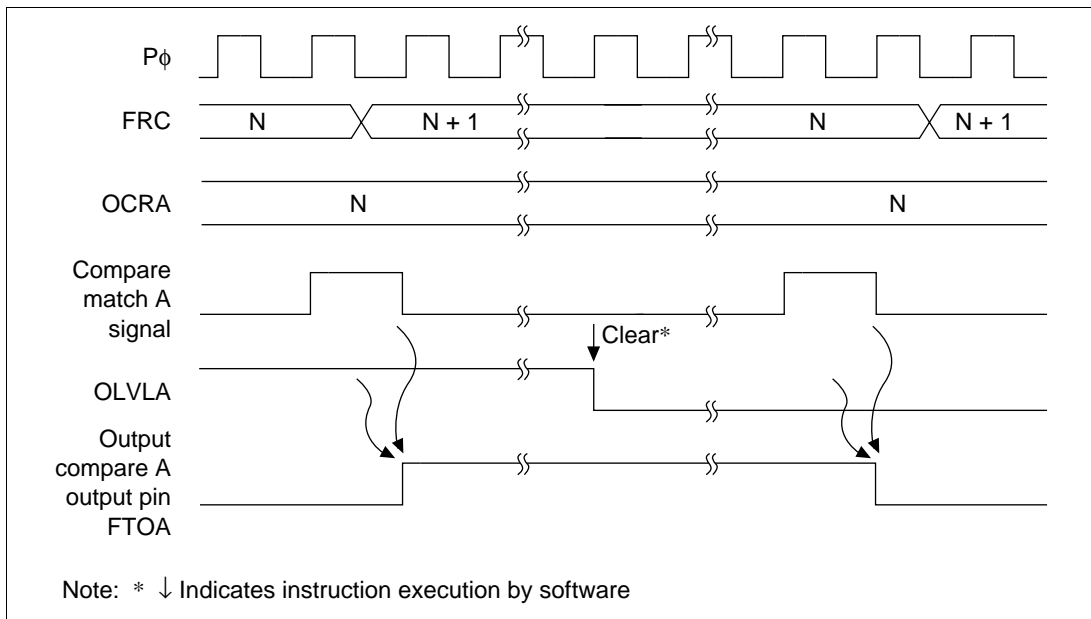 Pϕ
FRC
N
N + 1
N
N + 1
OCRA
N
N
Compare
match A
signal
Clear*
OLVLA
Output
compare A
output pin
FTOA
Note: * ↓ Indicates instruction execution by software